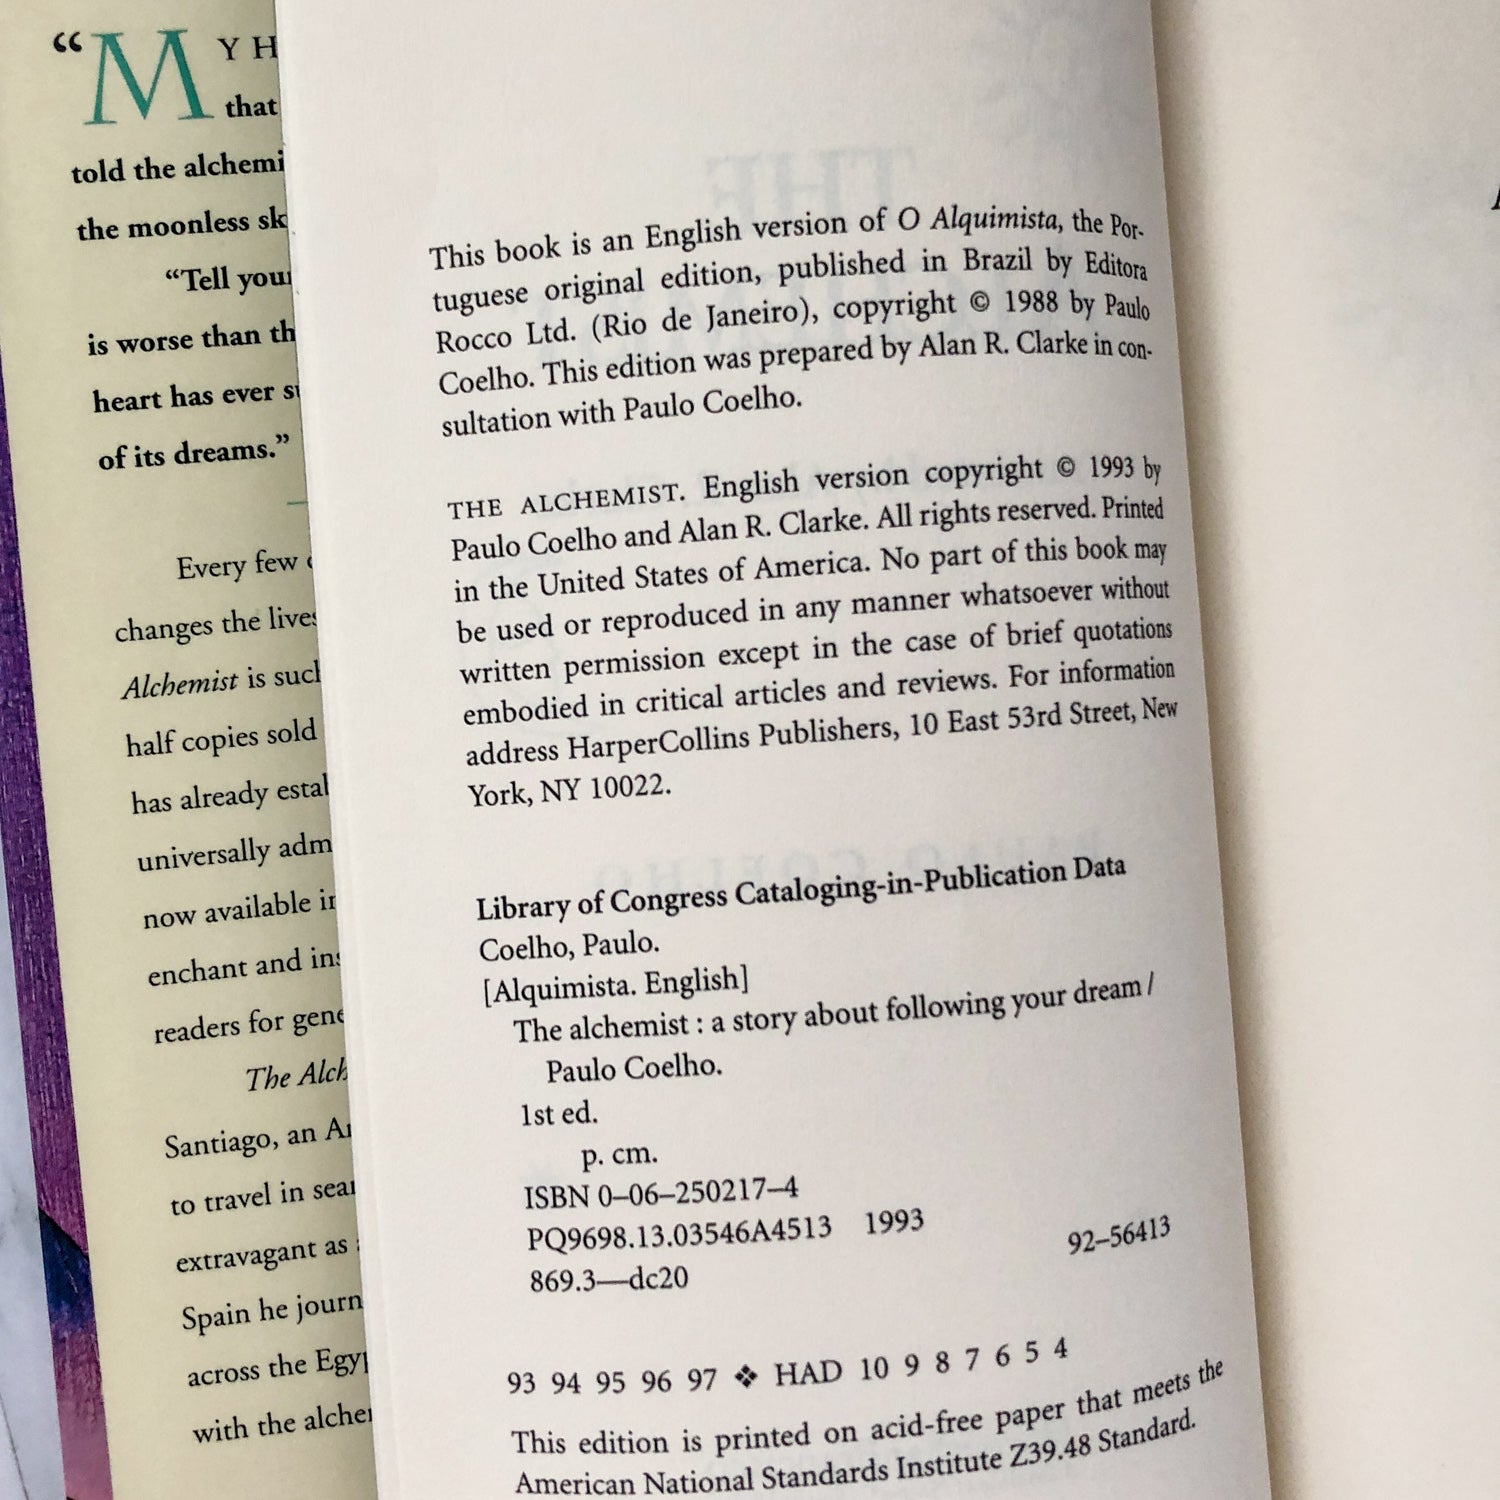 “MY H
that
told the alchemi
the moonless sk
“Tell your
is worse than th
heart has ever su
of its dreams.”
Every few
changes the lives
Alchemist is such
half copies sold
has already estal
universally adm
now available in
enchant and ins
readers for gene
The Alch
Santiago, an An
to travel in sear
extravagant as
Spain he journ
across the Egyp
with the alcher
This book is an English version of O Alquimista, the Por-
tuguese original edition, published in Brazil by Editora
Rocco Ltd. (Rio de Janeiro), copyright © 1988 by Paulo
Coelho. This edition was prepared by Alan R. Clarke in con-
sultation with Paulo Coelho.
THE ALCHEMIST. English version copyright © 1993 by
Paulo Coelho and Alan R. Clarke. All rights reserved. Printed
in the United States of America. No part of this book may
be used or reproduced in any manner whatsoever without
written permission except in the case of brief quotations
embodied in critical articles and reviews. For information
address HarperCollins Publishers, 10 East 53rd Street, New
York, NY 10022.
Library of Congress Cataloging-in-Publication Data
Coelho, Paulo.
[Alquimista. English]
The alchemist : a story about following your dream /
Paulo Coelho.
1st ed.
p. cm.
ISBN 0–06–250217–4
PQ9698.13.03546A4513 1993 92–56413
869.3—dc20
93 94 95 96 97 ❖ HAD 10 9 8 7 6 5 4
This edition is printed on acid-free paper that meets the
American National Standards Institute Z39.48 Standard.